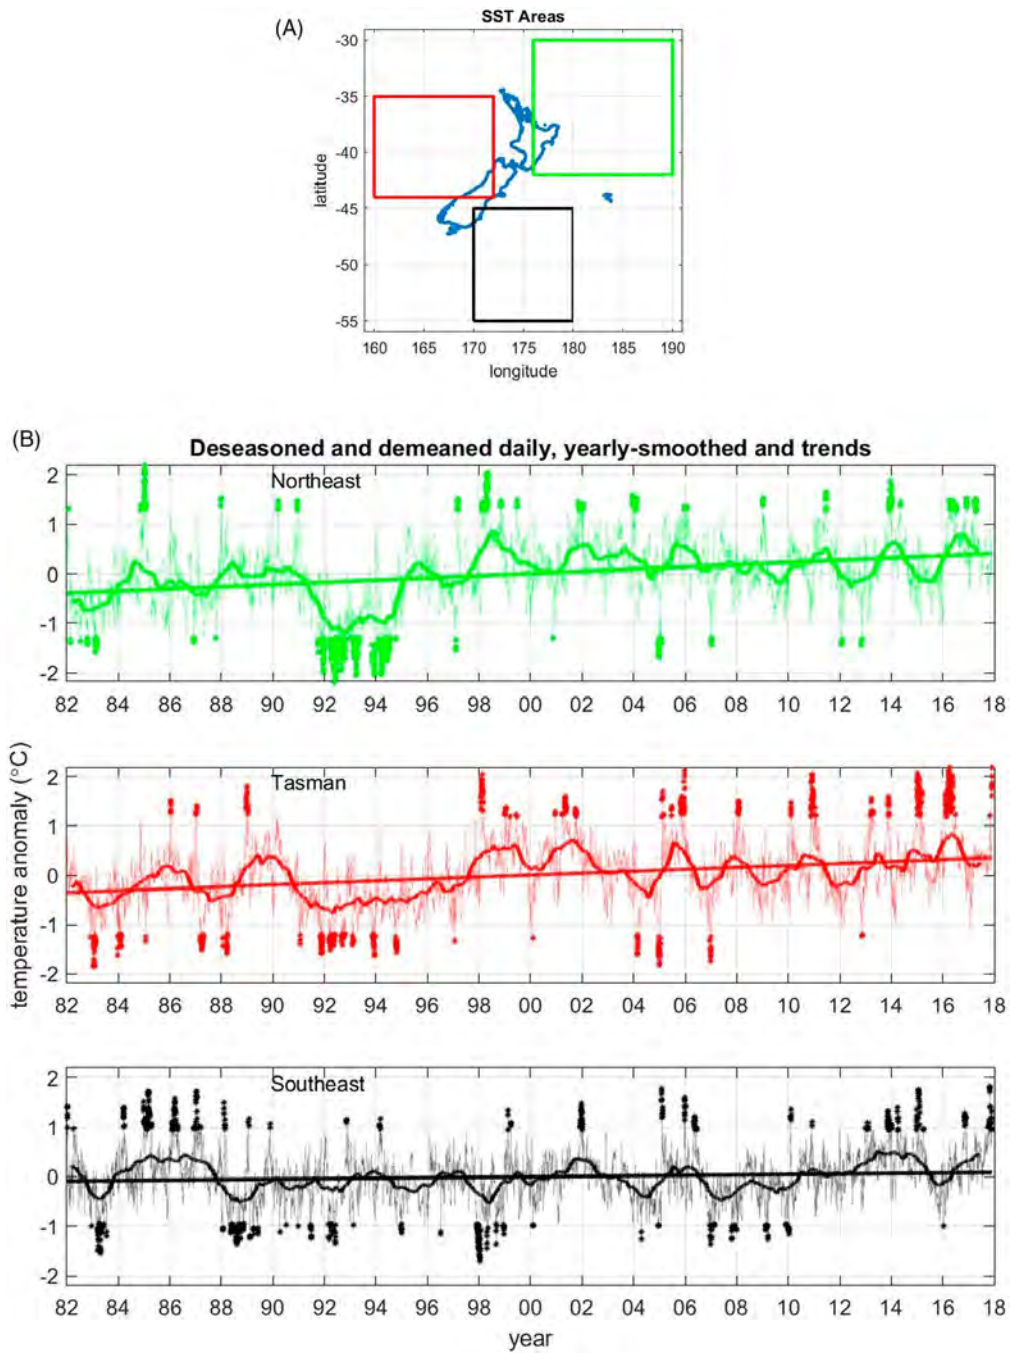 (A)
SST Areas
-30
-35
-40
-45
-50
-55
latitude
160 165 170 175 180 185 190
longitude
(B)
Deseasoned and demeaned daily, yearly-smoothed and trends
Northeast
2
1
0
-1
-2
82 84 86 88 90 92 94 96 98 00 02 04 06 08 10 12 14 16 18
temperature anomaly (°C)
Tasman
2
1
0
-1
-2
82 84 86 88 90 92 94 96 98 00 02 04 06 08 10 12 14 16 18
Southeast
2
1
0
-1
-2
82 84 86 88 90 92 94 96 98 00 02 04 06 08 10 12 14 16 18
year